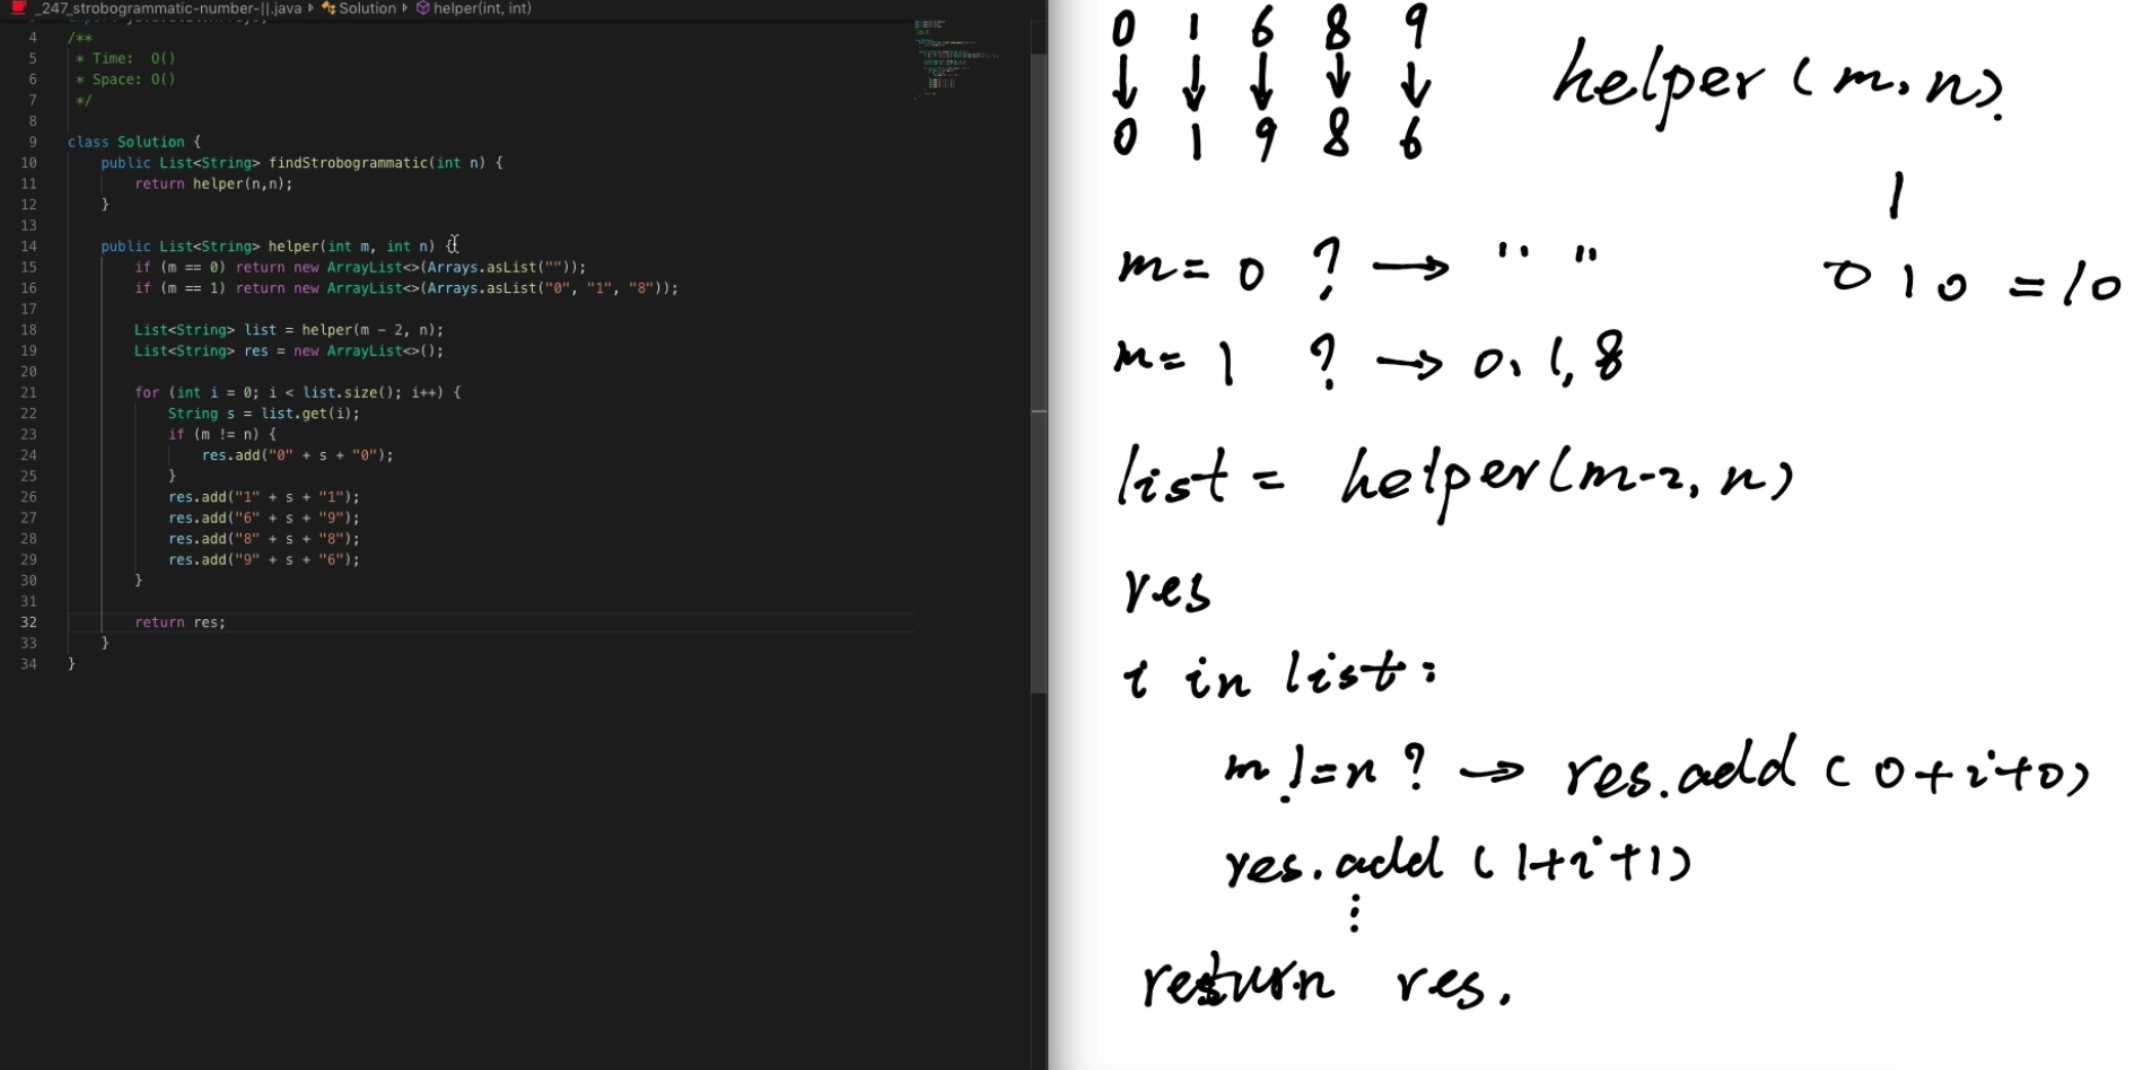 _247_strobogrammatic-number-||.java Solution helper(int, int)
4 /**
5 * Time: O()
6 * Space: O()
7 */
8
9 class Solution {
10 public List<String> findStrobogrammatic(int n) {
11 return helper(n,n);
12 }
13
14 public List<String> helper(int m, int n) {
15 if (m == 0) return new ArrayList<>(Arrays.asList(""));
16 if (m == 1) return new ArrayList<>(Arrays.asList("0", "1", "8"));
17
18 List<String> list = helper(m - 2, n);
19 List<String> res = new ArrayList<>();
20
21 for (int i = 0; i < list.size(); i++) {
22 String s = list.get(i);
23 if (m != n) {
24 res.add("0" + s + "0");
25 }
26 res.add("1" + s + "1");
27 res.add("6" + s + "9");
28 res.add("8" + s + "8");
29 res.add("9" + s + "6");
30 }
31
32 return res;
33 }
34 }
0 1 6 8 9
↓ ↓ ↓ ↓ ↓
0 1 9 8 6
helper (m, n).
1
0 1 0 = 10
m = 0 ? → " "
m = 1 ? → 0, 1, 8
list = helper(m-2, n)
res
i in list:
m != n ? → res.add ( 0+i+0)
res.add (1+i+1)
⋮
return res.